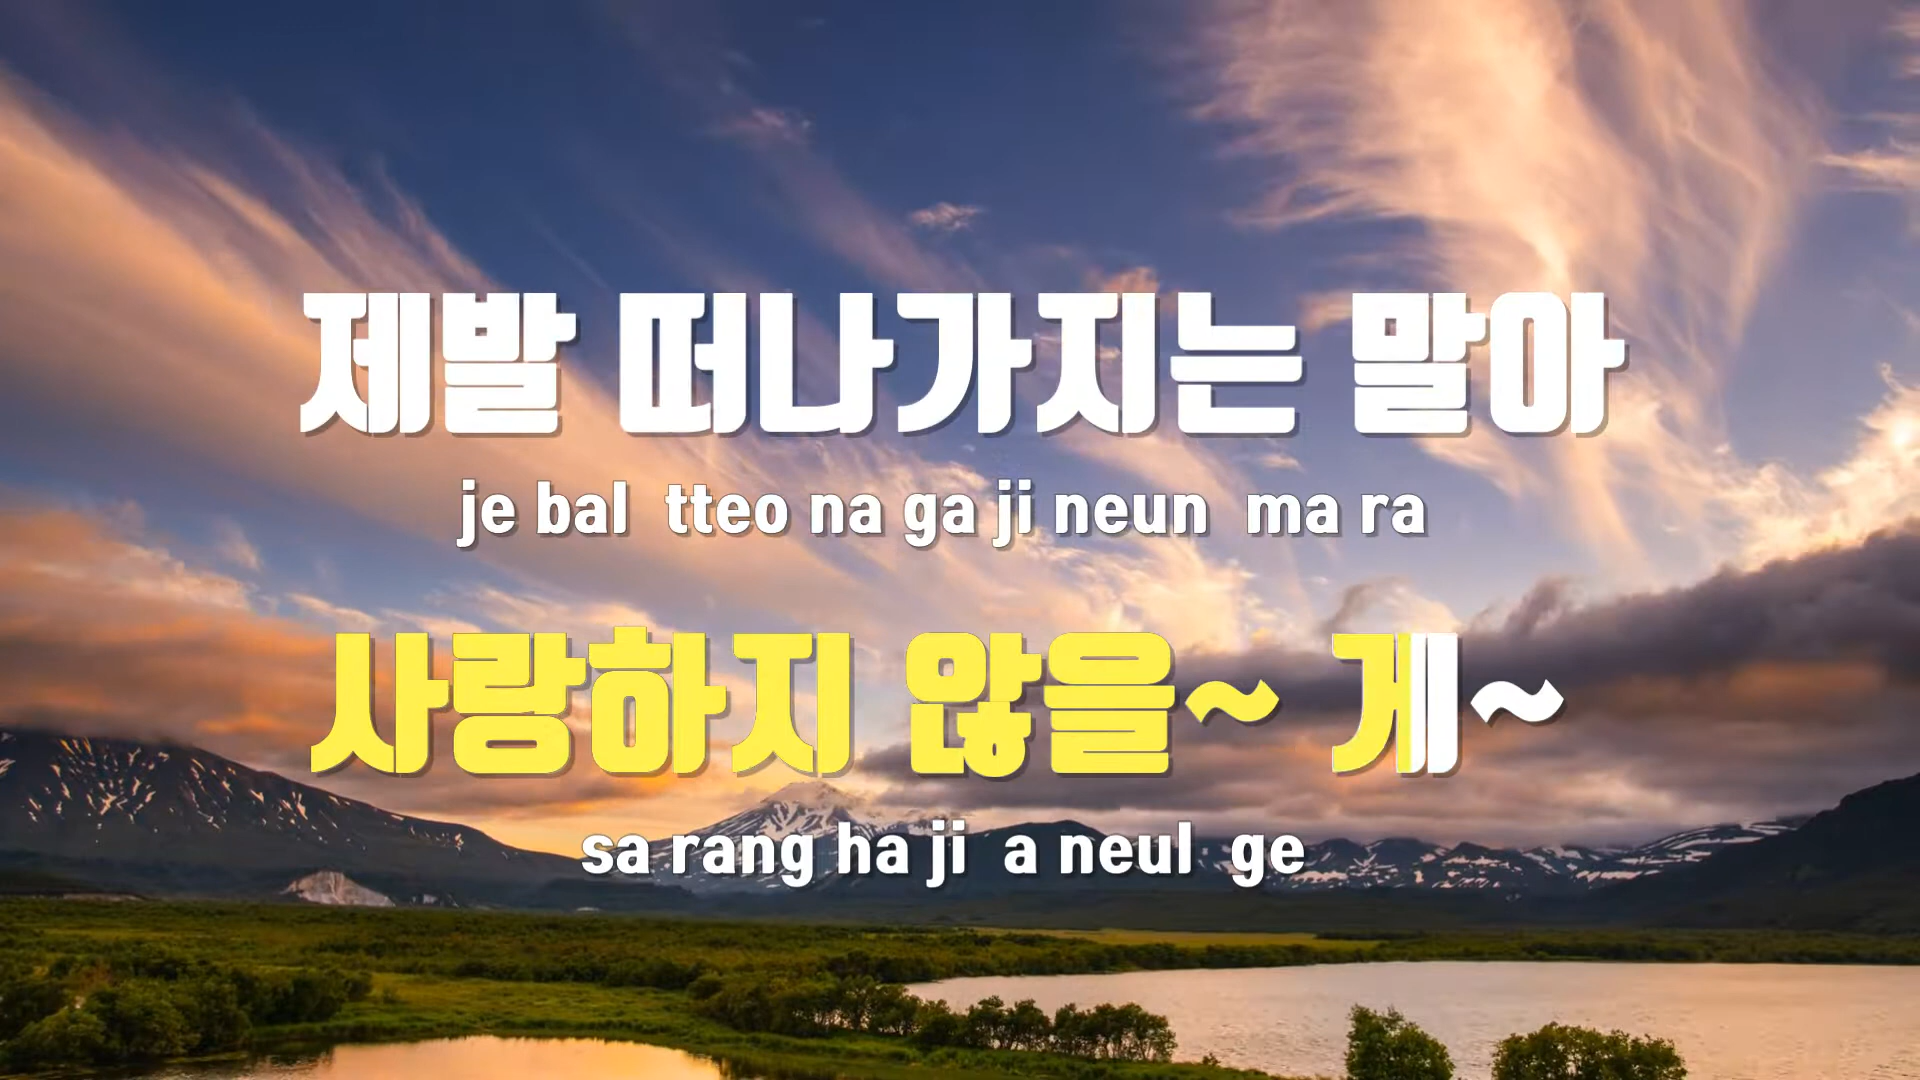 제발 떠나가지는 말아
je bal tteo na ga ji neun ma ra
사랑하지 않을~ 게~
sa rang ha ji a neul ge